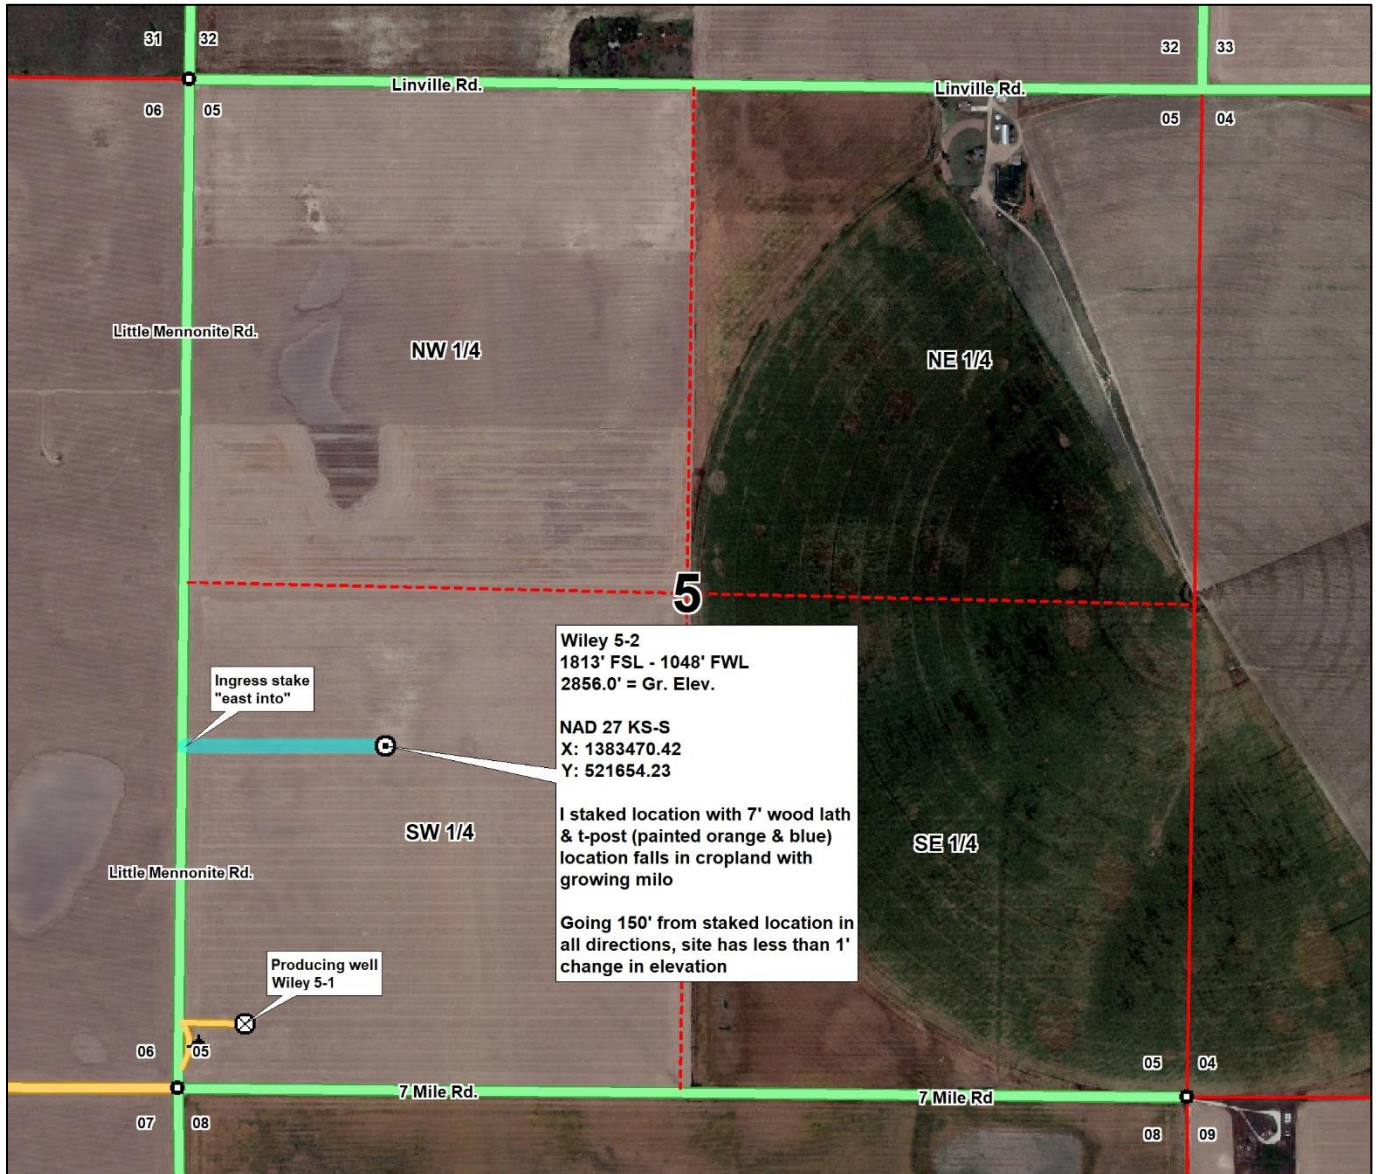 31 32
32 33
Linville Rd.
Linville Rd.
06 05
05 04
Little Mennonite Rd.
NW 1/4
NE 1/4
5
Wiley 5-2
1813' FSL - 1048' FWL
2856.0' = Gr. Elev.
NAD 27 KS-S
X: 1383470.42
Y: 521654.23
I staked location with 7' wood lath
& t-post (painted orange & blue)
location falls in cropland with
growing milo
Going 150' from staked location in
all directions, site has less than 1'
change in elevation
Ingress stake
"east into"
SW 1/4
SE 1/4
Little Mennonite Rd.
Producing well
Wiley 5-1
06 05
05 04
7 Mile Rd.
7 Mile Rd
07 08
08 09